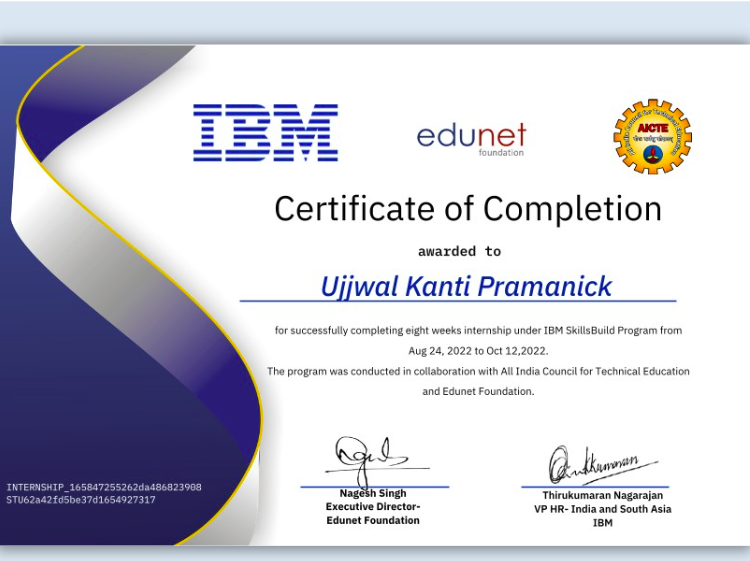 IBM
edunet
foundation
AICTE
Certificate of Completion
awarded to
Ujjwal Kanti Pramanick
for successfully completing eight weeks internship under IBM SkillsBuild Program from
Aug 24, 2022 to Oct 12,2022.
The program was conducted in collaboration with All India Council for Technical Education
and Edunet Foundation.
INTERNSHIP_165847255262da486823908
STU62a42fd5be37d1654927317
Nagesh Singh
Executive Director-
Edunet Foundation
Thirukumaran Nagarajan
VP HR- India and South Asia
IBM